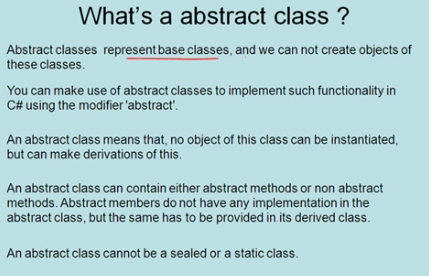 What's a abstract class ?
Abstract classes represent base classes, and we can not create objects of
these classes.
You can make use of abstract classes to implement such functionality in
C# using the modifier 'abstract'.
An abstract class means that, no object of this class can be instantiated,
but can make derivations of this.
An abstract class can contain either abstract methods or non abstract
methods. Abstract members do not have any implementation in the
abstract class, but the same has to be provided in its derived class.
An abstract class cannot be a sealed or a static class.